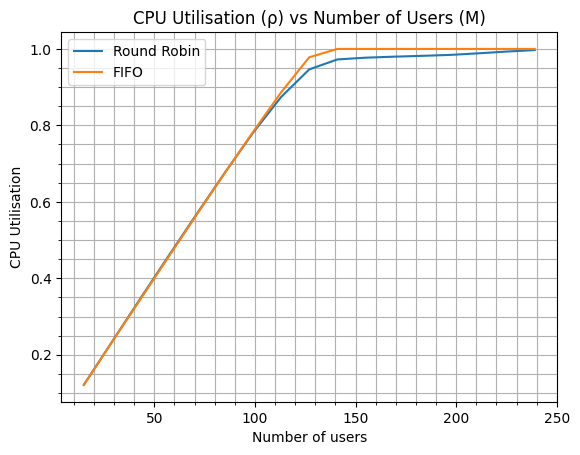 CPU Utilisation (ρ) vs Number of Users (M)
Round Robin
FIFO
CPU Utilisation
1.0
0.8
0.6
0.4
0.2
50
100
150
200
250
Number of users